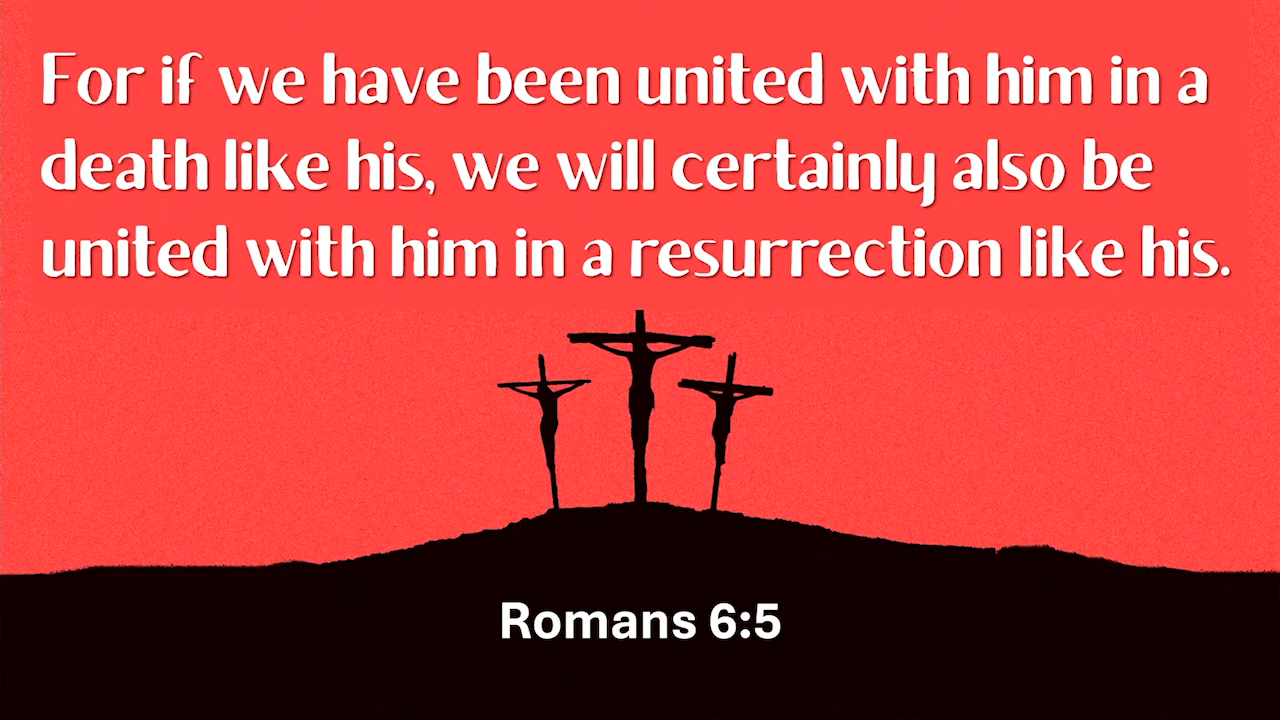 For if we have been united with him in a
death like his, we will certainly also be
united with him in a resurrection like his.
Romans 6:5